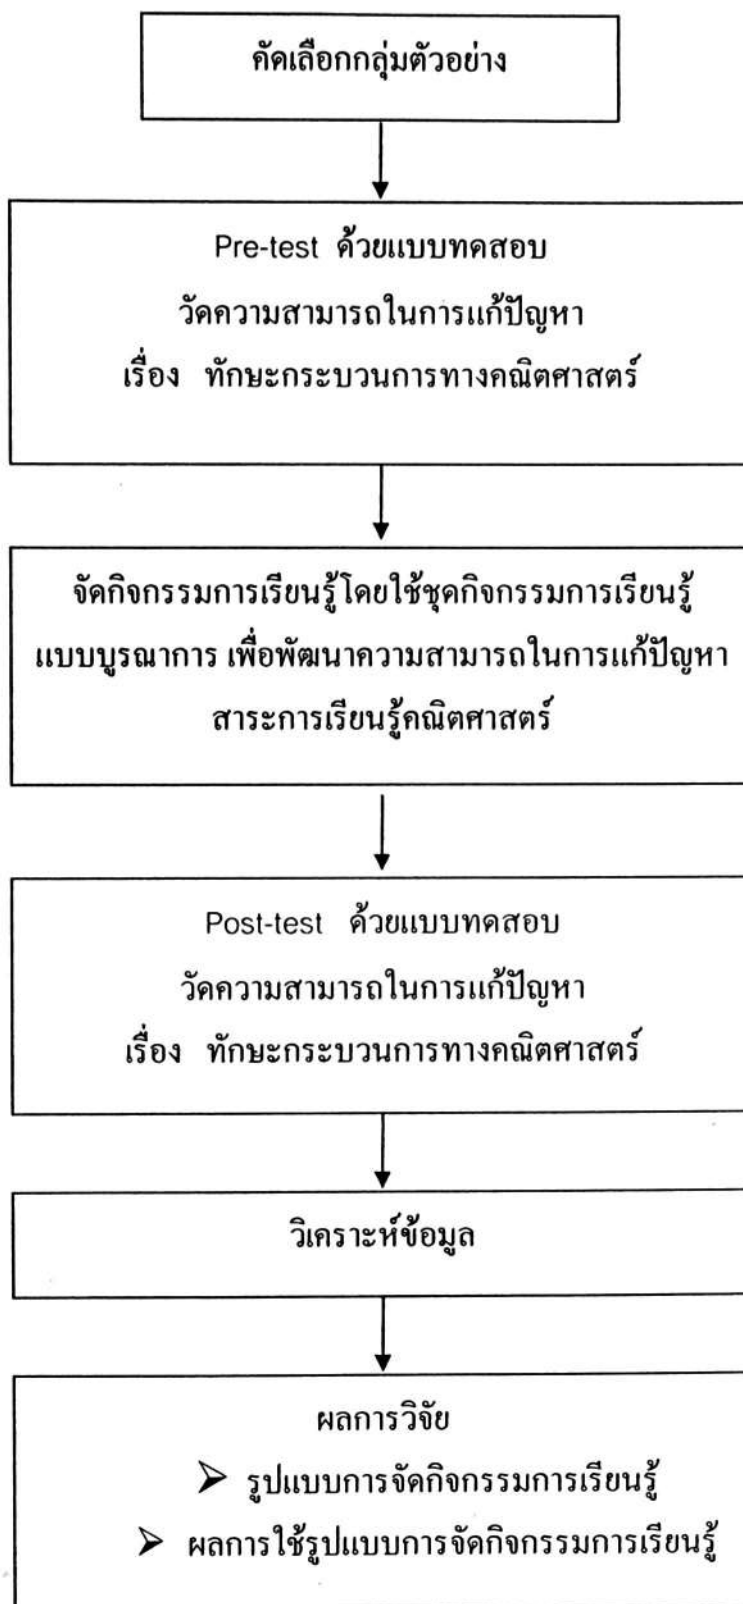 คัดเลือกกลุ่มตัวอย่าง
Pre-test ด้วยแบบทดสอบ
วัดความสามารถในการแก้ปัญหา
เรื่อง ทักษะกระบวนการทางคณิตศาสตร์
จัดกิจกรรมการเรียนรู้โดยใช้ชุดกิจกรรมการเรียนรู้
แบบบูรณาการ เพื่อพัฒนาความสามารถในการแก้ปัญหา
สาระการเรียนรู้คณิตศาสตร์
Post-test ด้วยแบบทดสอบ
วัดความสามารถในการแก้ปัญหา
เรื่อง ทักษะกระบวนการทางคณิตศาสตร์
วิเคราะห์ข้อมูล
ผลการวิจัย
➢ รูปแบบการจัดกิจกรรมการเรียนรู้
➢ ผลการใช้รูปแบบการจัดกิจกรรมการเรียนรู้